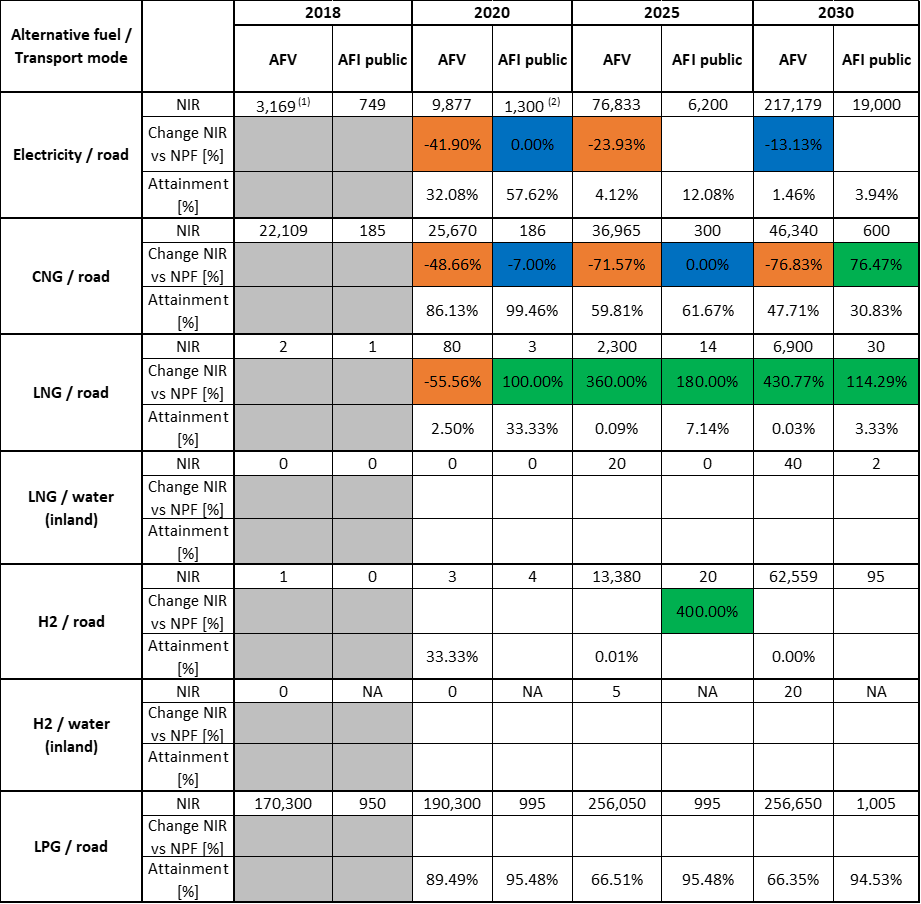 Alternative fuel / Transport mode 2018 2020 2025 2030
AFV AFI public AFV AFI public AFV AFI public AFV AFI public
Electricity / road
NIR 3,169 (1) 749 9,877 1,300 (2) 76,833 6,200 217,179 19,000
Change NIR vs NPF [%] -41.90% 0.00% -23.93% -13.13%
Attainment [%] 32.08% 57.62% 4.12% 12.08% 1.46% 3.94%
CNG / road
NIR 22,109 185 25,670 186 36,965 300 46,340 600
Change NIR vs NPF [%] -48.66% -7.00% -71.57% 0.00% -76.83% 76.47%
Attainment [%] 86.13% 99.46% 59.81% 61.67% 47.71% 30.83%
LNG / road
NIR 2 1 80 3 2,300 14 6,900 30
Change NIR vs NPF [%] -55.56% 100.00% 360.00% 180.00% 430.77% 114.29%
Attainment [%] 2.50% 33.33% 0.09% 7.14% 0.03% 3.33%
LNG / water (inland)
NIR 0 0 0 0 20 0 40 2
Change NIR vs NPF [%]
Attainment [%]
H2 / road
NIR 1 0 3 4 13,380 20 62,559 95
Change NIR vs NPF [%] 400.00%
Attainment [%] 33.33% 0.01% 0.00%
H2 / water (inland)
NIR 0 NA 0 NA 5 NA 20 NA
Change NIR vs NPF [%]
Attainment [%]
LPG / road
NIR 170,300 950 190,300 995 256,050 995 256,650 1,005
Change NIR vs NPF [%]
Attainment [%] 89.49% 95.48% 66.51% 95.48% 66.35% 94.53%